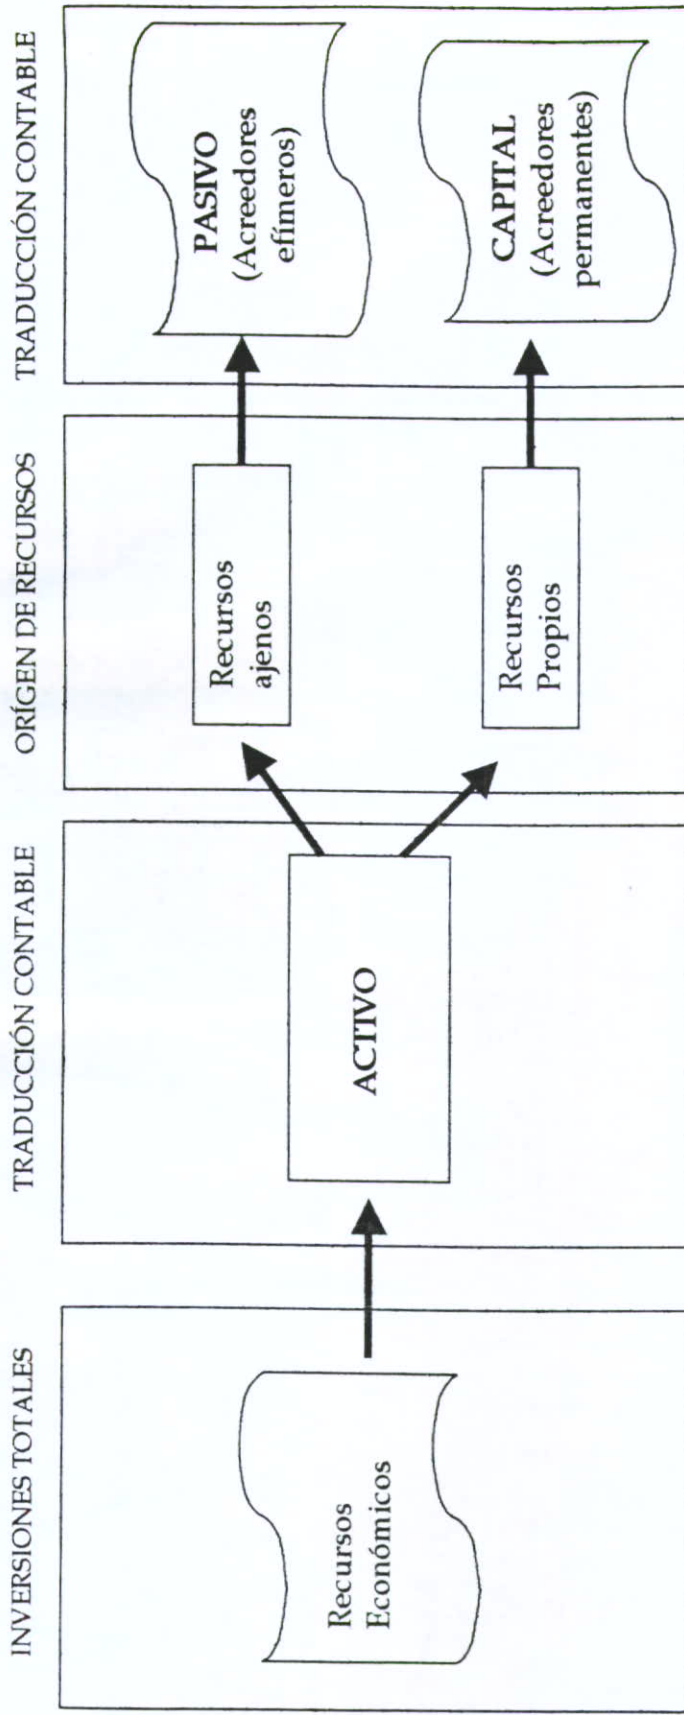 INVERSIONES TOTALES
Recursos
Económicos
TRADUCCIÓN CONTABLE
ACTIVO
ORÍGEN DE RECURSOS
Recursos
ajenos
Recursos
Propios
TRADUCCIÓN CONTABLE
PASIVO
(Acreedores
efímeros)
CAPITAL
(Acreedores
permanentes)